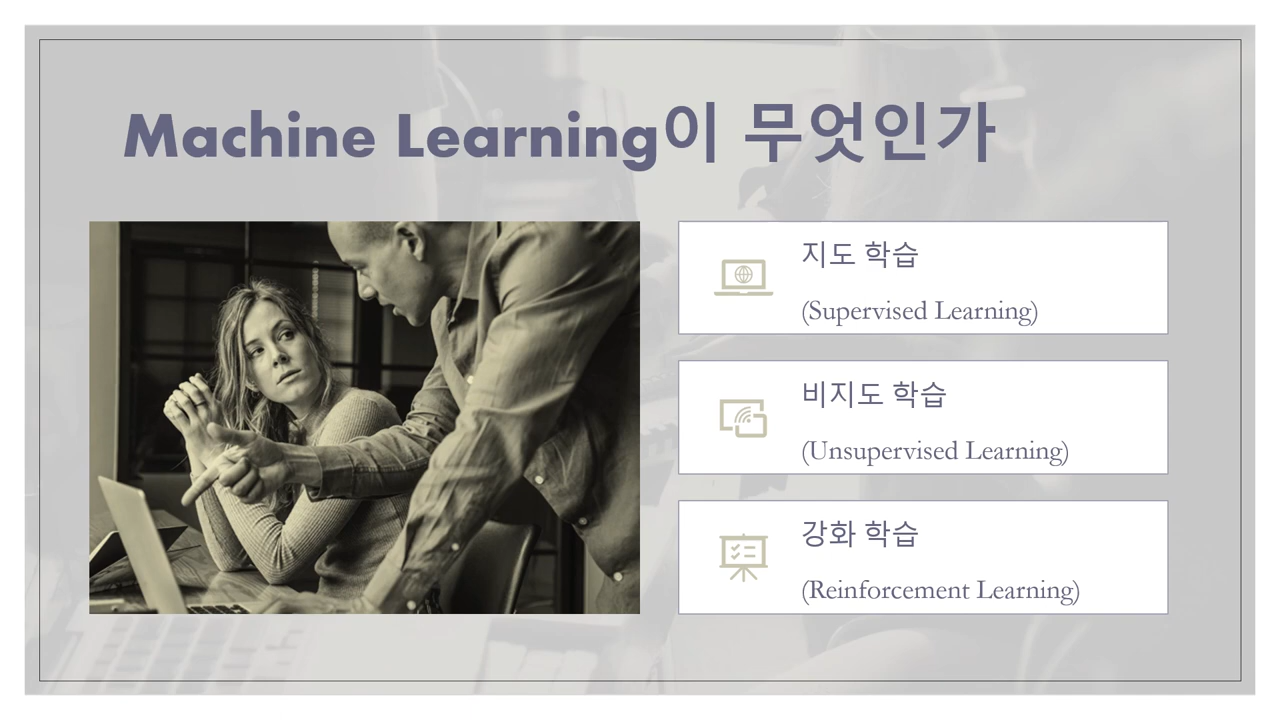 Machine Learning이 무엇인가
지도 학습
(Supervised Learning)
비지도 학습
(Unsupervised Learning)
강화 학습
(Reinforcement Learning)